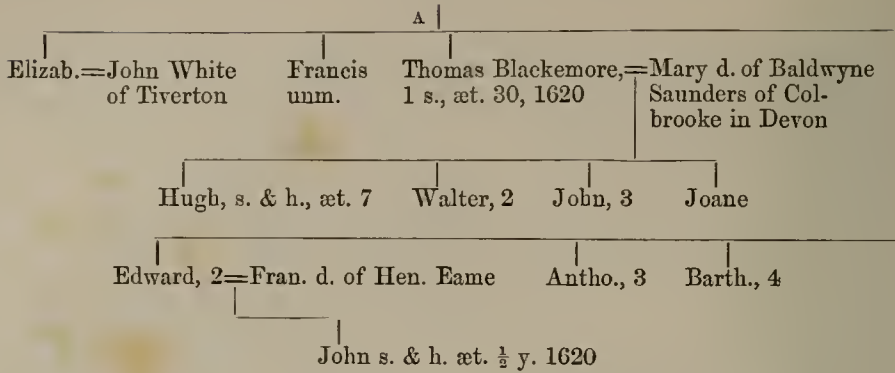 A
Elizab.=John White of Tiverton
Francis unm.
Thomas Blackemore,=Mary d. of Baldwyne
1 s., æt. 30, 1620
Saunders of Col-
brooke in Devon
Hugh, s. & h., æt. 7 Walter, 2 John, 3 Joane
Edward, 2=Fran. d. of Hen. Eame Antho., 3 Barth., 4
John s. & h. æt. ½ y. 1620